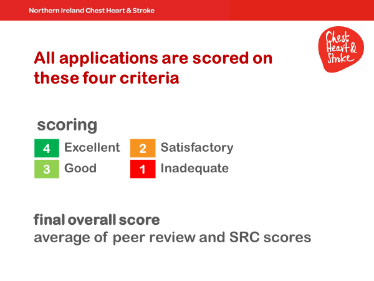 Northern Ireland Chest Heart & Stroke
Chest
Heart &
Stroke
All applications are scored on
these four criteria
scoring
4 Excellent 2 Satisfactory
3 Good 1 Inadequate
final overall score
average of peer review and SRC scores